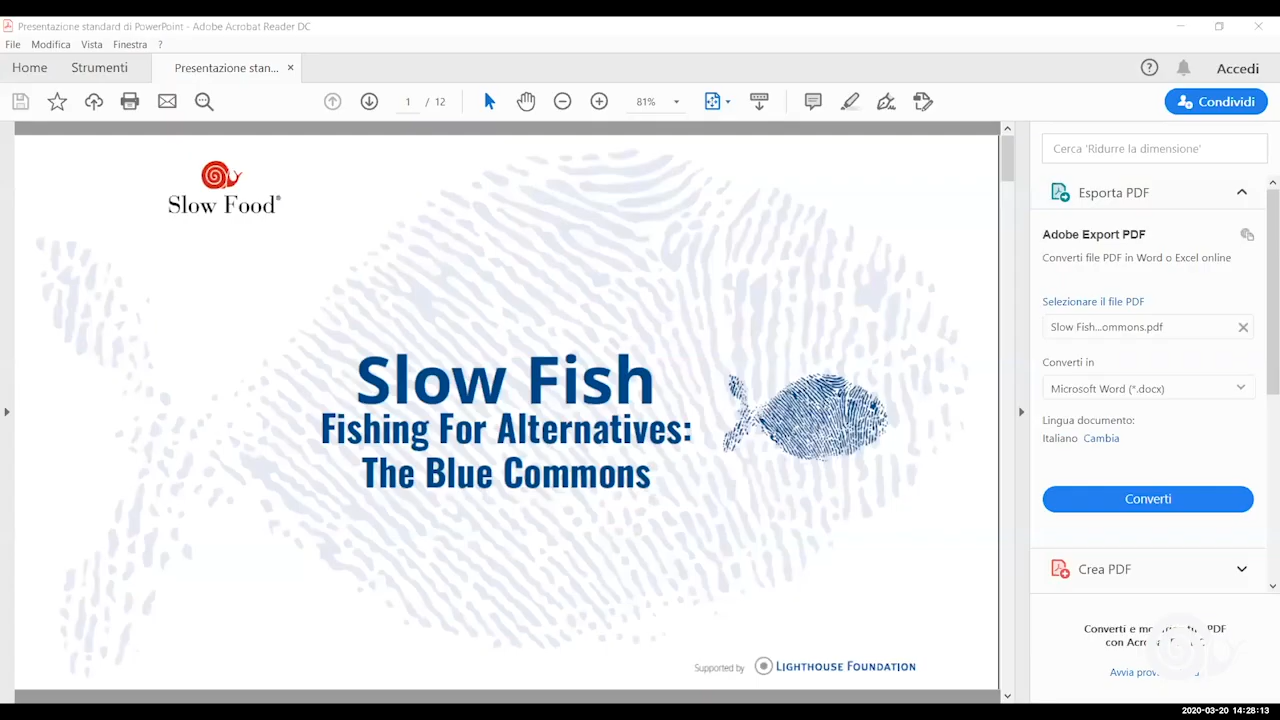 Presentazione standard di PowerPoint - Adobe Acrobat Reader DC
File Modifica Vista Finestra ?
Home Strumenti Presentazione stan... × Accedi
1 / 12 81% Condividi
Cerca 'Ridurre la dimensione'
Slow Food®
Esporta PDF
Adobe Export PDF
Converti file PDF in Word o Excel online
Selezionare il file PDF
Slow Fish...ommons.pdf
Converti in
Microsoft Word (*.docx)
Lingua documento:
Italiano Cambia
Converti
Crea PDF
Slow Fish
Fishing For Alternatives:
The Blue Commons
Supported by LIGHTHOUSE FOUNDATION
Converti e PDF
con
Avvia
2020-03-20 14:28:13